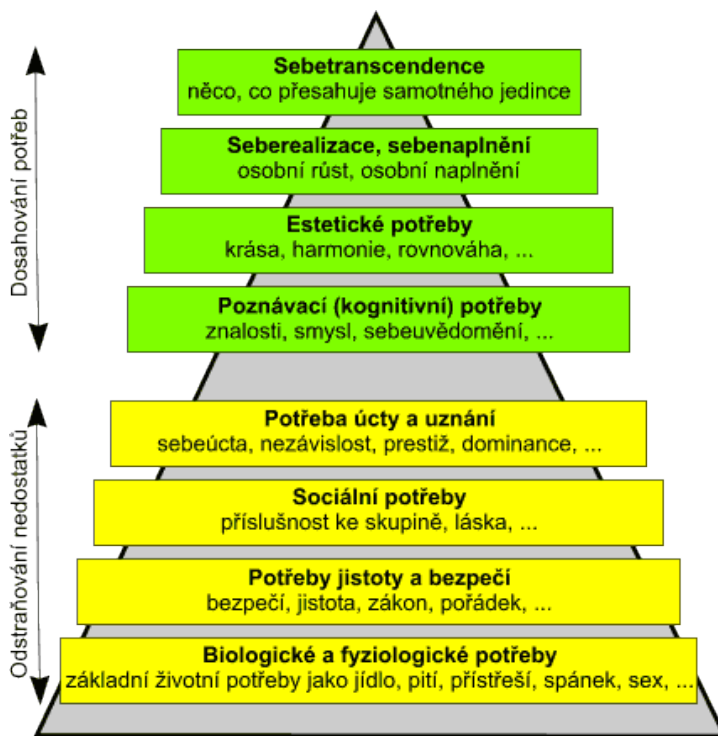 Sebetranscendence
něco, co přesahuje samotného jedince
Seberealizace, sebenaplnění
osobní růst, osobní naplnění
Estetické potřeby
krása, harmonie, rovnováha, ...
Poznávací (kognitivní) potřeby
znalosti, smysl, sebeuvědomění, ...
Dosahování potřeb
Potřeba úcty a uznání
sebeúcta, nezávislost, prestiž, dominance, ...
Sociální potřeby
příslušnost ke skupině, láska, ...
Potřeby jistoty a bezpečí
bezpečí, jistota, zákon, pořádek, ...
Biologické a fyziologické potřeby
základní životní potřeby jako jídlo, pití, přístřeší, spánek, sex, ...
Odstraňování nedostatků